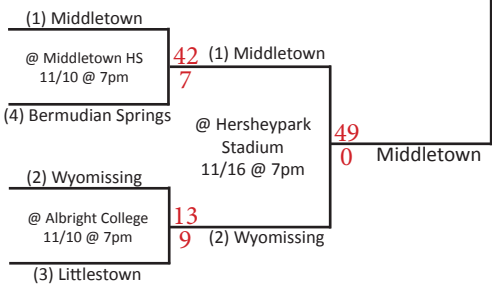 (1) Middletown
@ Middletown HS
11/10 @ 7pm
(4) Bermudian Springs
42
7
(1) Middletown
@ Hersheypark
Stadium
11/16 @ 7pm
(2) Wyomissing
@ Albright College
11/10 @ 7pm
(3) Littlestown
13
9
(2) Wyomissing
49
0
Middletown